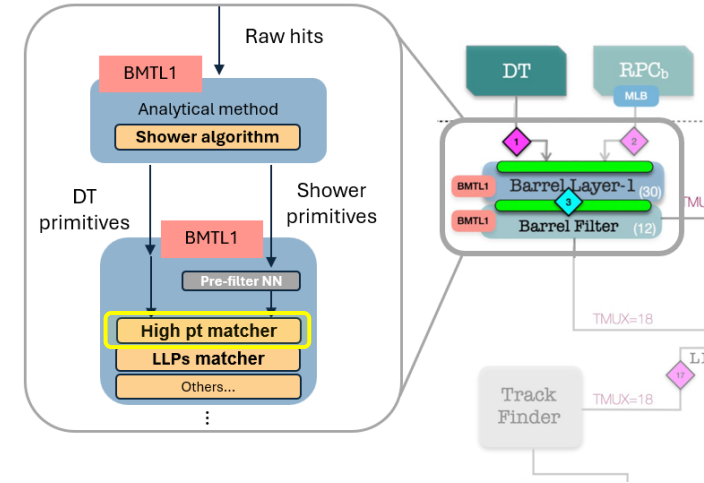 Raw hits
BMTL1
Analytical method
Shower algorithm
DT
primitives
Shower
primitives
BMTL1
Pre-filter NN
High pt matcher
LLPs matcher
Others...
⋮
DT
RPCb
MLB
1
2
BMTL1
Barrel Layer-1
(30)
3
BMTL1
Barrel Filter
(12)
TMUX=18
Track
Finder
TMUX=18
17